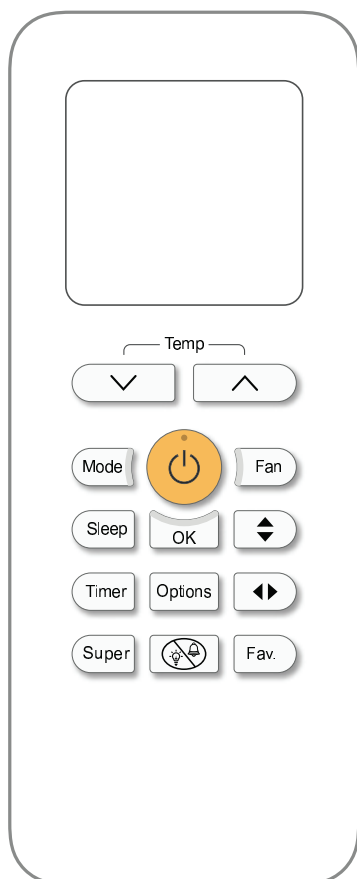 Temp
Mode
Fan
Sleep
OK
Timer
Options
Super
Fav.